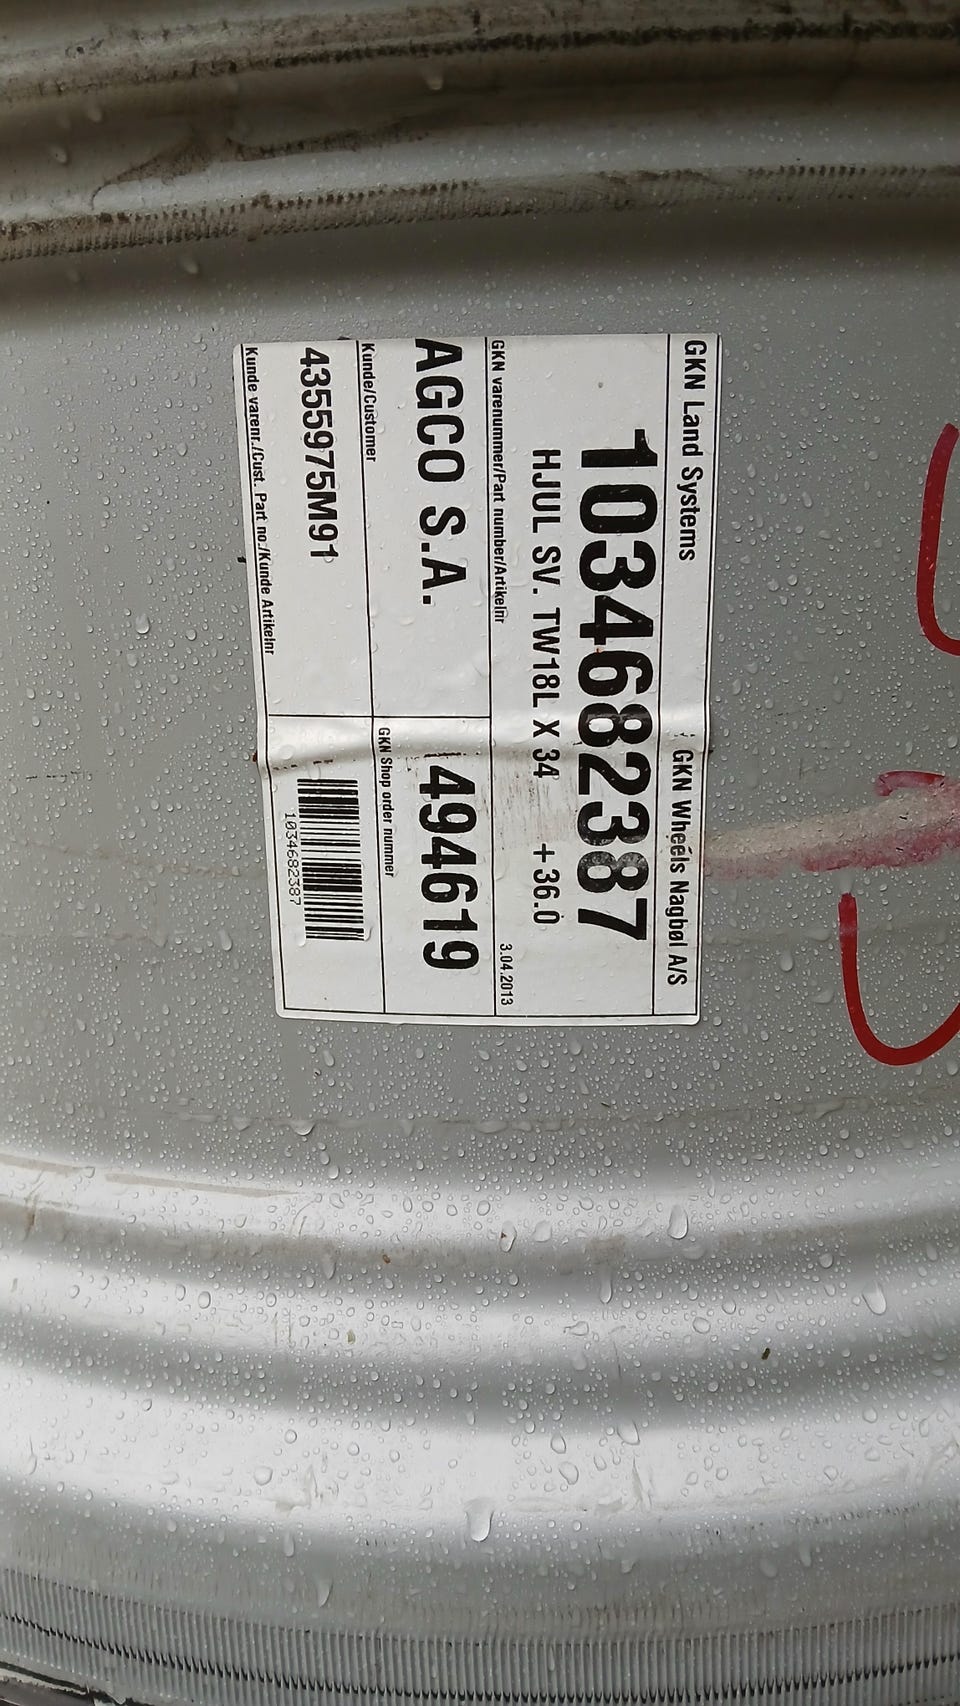 GKN Land Systems GKN Wheels Nagbøl A/S
1034682387
HJUL SV. TW18L X 34 +36.0
GKN varenummer/Part number/Artikelnr 3.04.2013
AGCO S.A. 494619
Kunde/Customer GKN Shop order nummer
4355975M91
1034682387
Kunde varenr./Cust. Part no:/Kunde Artikelnr